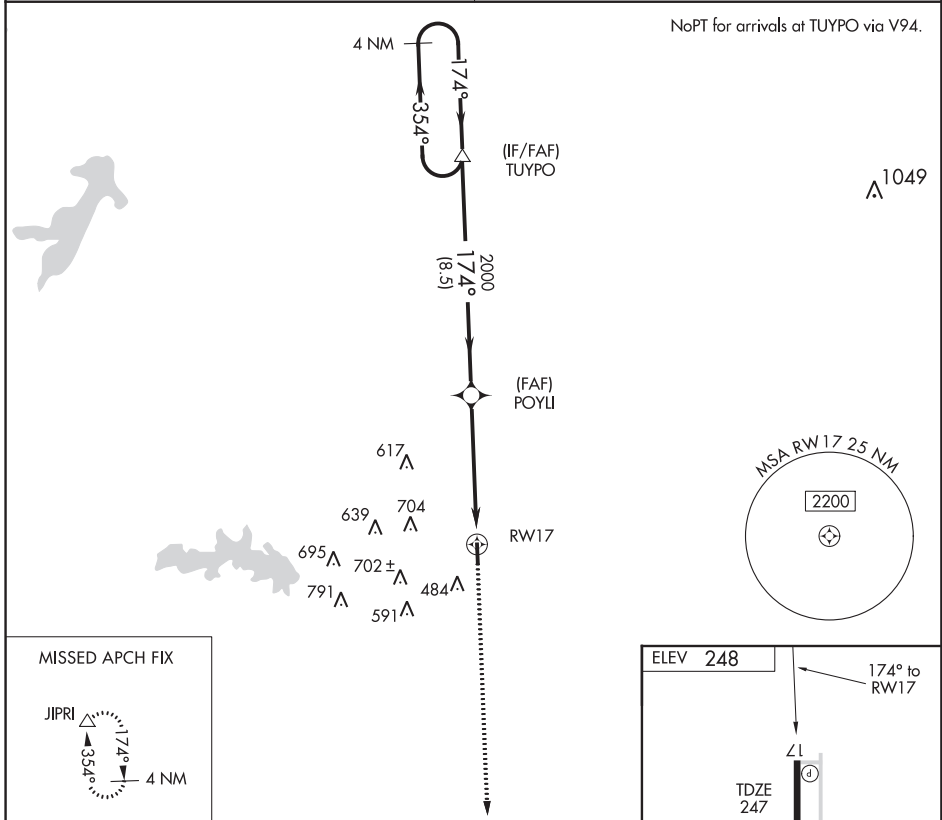 NoPT for arrivals at TUYPO via V94.
4 NM
174°
354°
(IF/FAF)
TUYPO
1049
2000
174°
(8.5)
(FAF)
POYLI
MSA RW17 25 NM
2200
617
704
639
RW17
695
702±
484
791
591
MISSED APCH FIX
JIPRI
174°
354°
4 NM
ELEV 248
174° to
RW17
17
P
TDZE
247